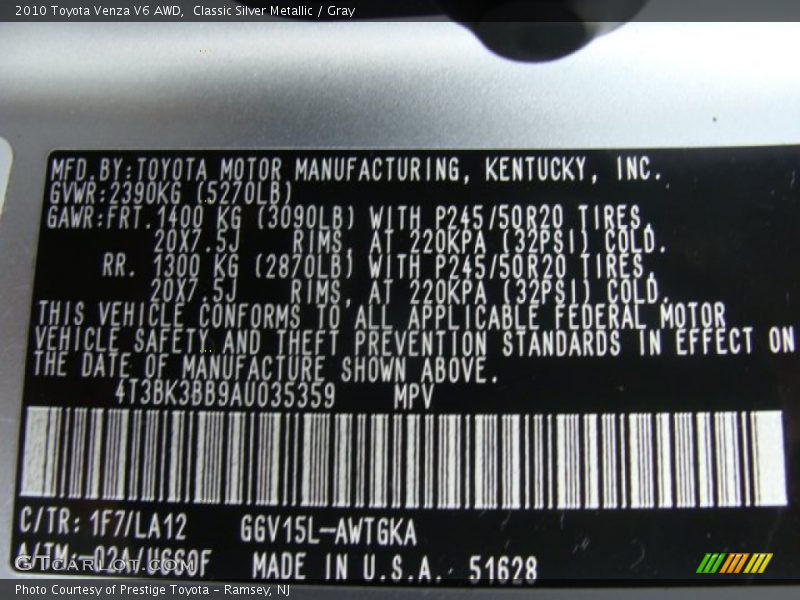 2010 Toyota Venza V6 AWD,  Classic Silver Metallic / Gray
MFD.BY:TOYOTA MOTOR MANUFACTURING, KENTUCKY, INC.
GVWR:2390KG (5270LB)
GAWR:FRT.1400 KG (3090LB) WITH P245/50R20 TIRES,
20X7.5J RIMS, AT 220KPA (32PSI) COLD.
RR. 1300 KG (2870LB) WITH P245/50R20 TIRES,
20X7.5J RIMS, AT 220KPA (32PSI) COLD.
THIS VEHICLE CONFORMS TO ALL APPLICABLE FEDERAL MOTOR
VEHICLE SAFETY AND THEFT PREVENTION STANDARDS IN EFFECT ON
THE DATE OF MANUFACTURE SHOWN ABOVE.
4T3BK3BB9AU035359 MPV
C/TR: 1F7/LA12 GGV15L-AWTGKA
A/TM:-02A/U660F MADE IN U.S.A. 51628
GTCARLOT.COM
Photo Courtesy of Prestige Toyota - Ramsey, NJ